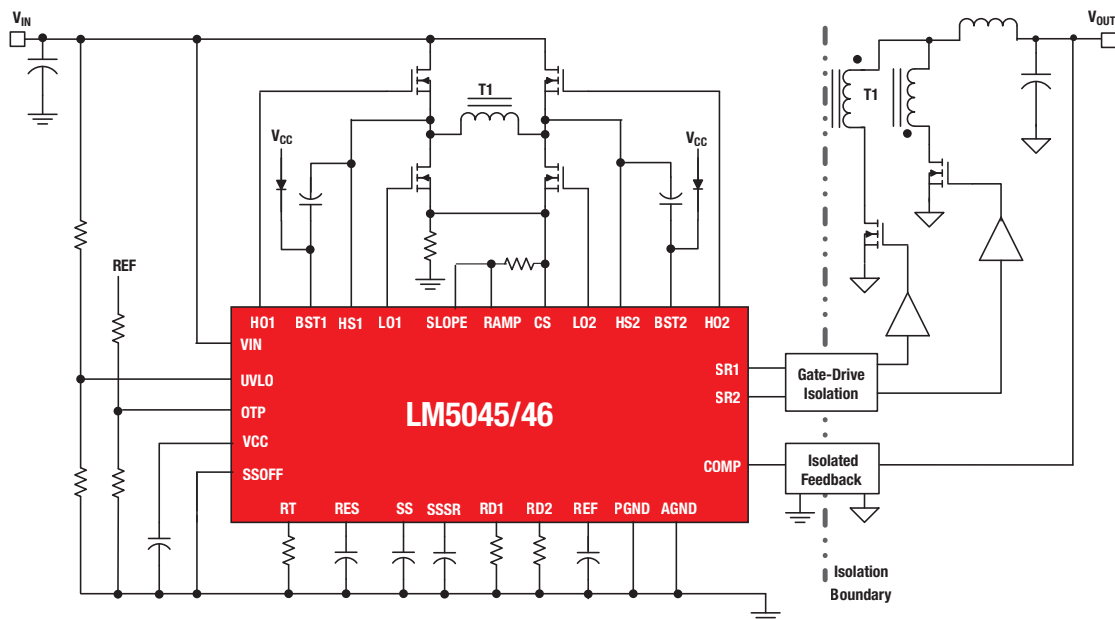 VIN
VOUT
T1
T1
VCC
VCC
REF
HO1 BST1 HS1 LO1 SLOPE RAMP CS LO2 HS2 BST2 HO2
VIN
UVLO
OTP
VCC
SSOFF
LM5045/46
SR1
SR2
COMP
Gate-Drive
Isolation
Isolated
Feedback
RT RES SS SSSR RD1 RD2 REF PGND AGND
Isolation
Boundary